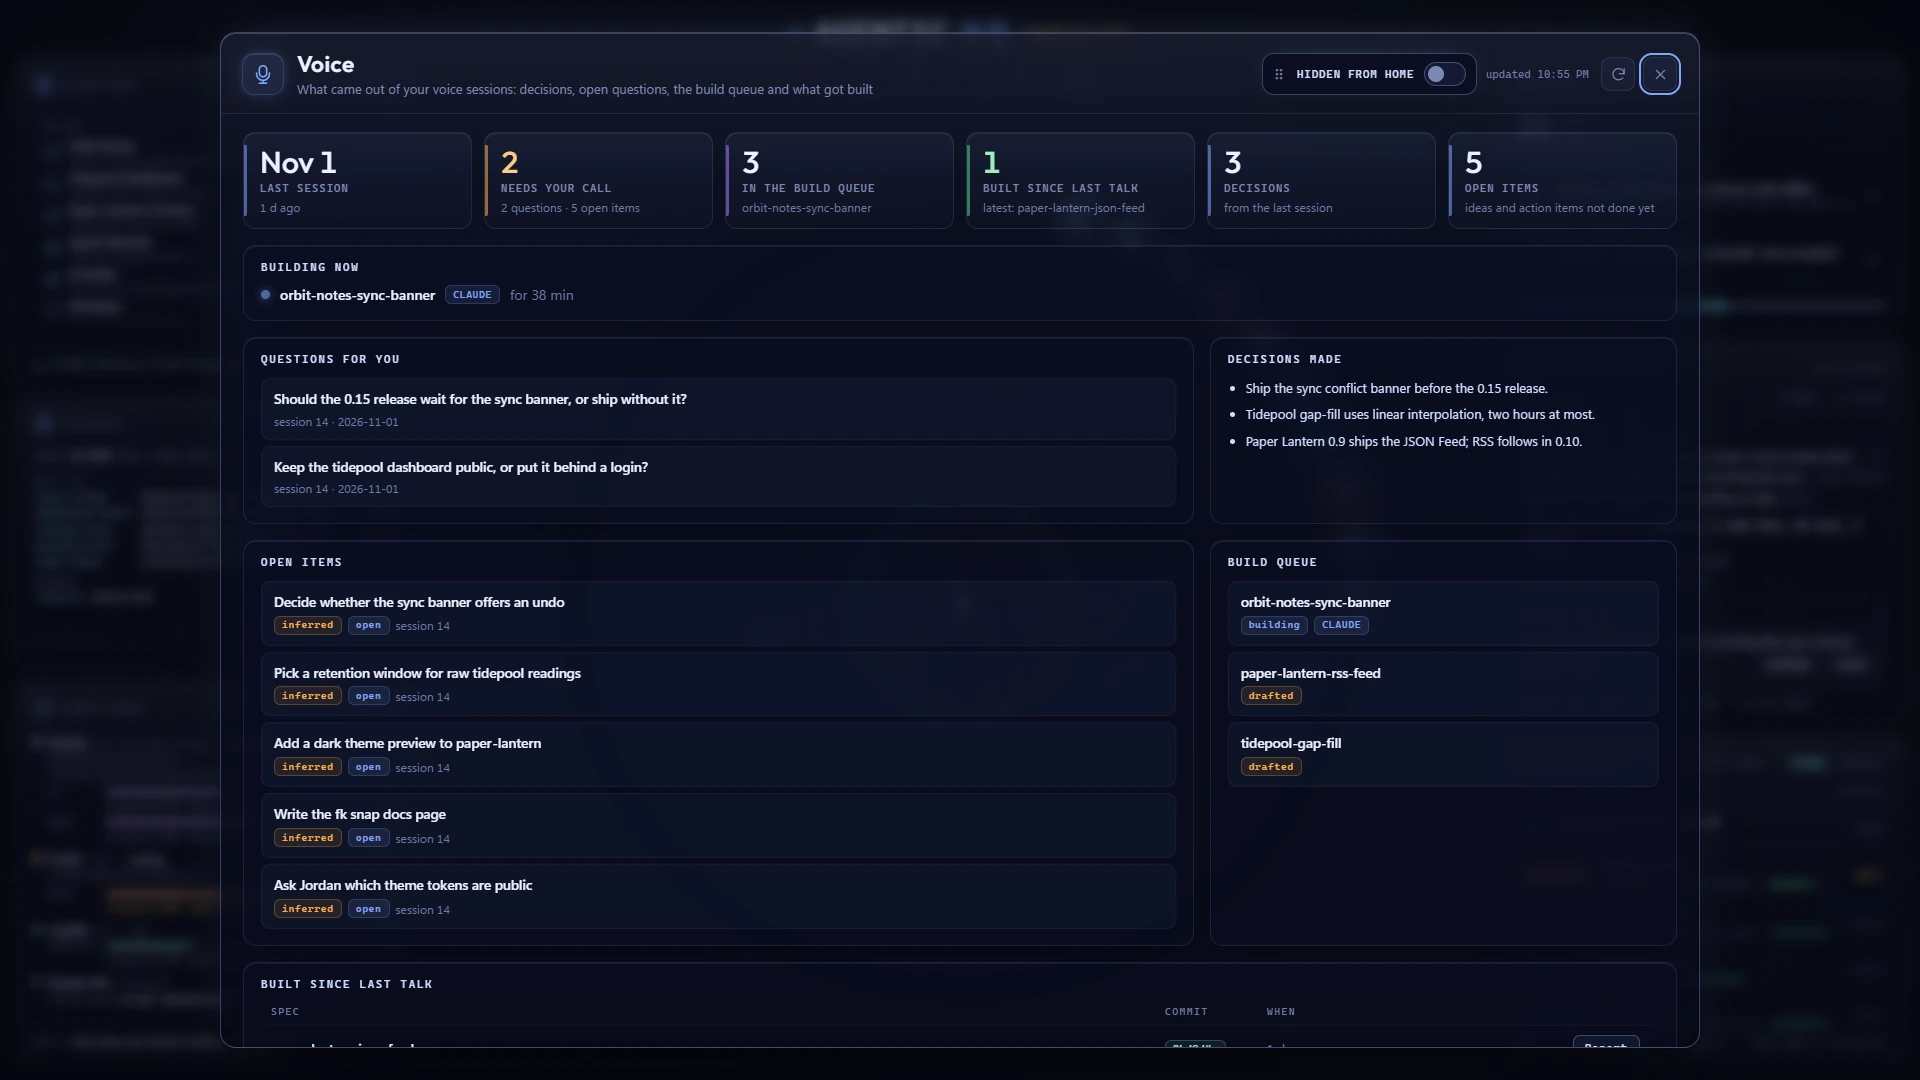 Voice
What came out of your voice sessions: decisions, open questions, the build queue and what got built
HIDDEN FROM HOME
updated 10:55 PM
Nov 1
LAST SESSION
1 d ago
2
NEEDS YOUR CALL
2 questions · 5 open items
3
IN THE BUILD QUEUE
orbit-notes-sync-banner
1
BUILT SINCE LAST TALK
latest: paper-lantern-json-feed
3
DECISIONS
from the last session
5
OPEN ITEMS
ideas and action items not done yet
BUILDING NOW
orbit-notes-sync-banner CLAUDE for 38 min
QUESTIONS FOR YOU
Should the 0.15 release wait for the sync banner, or ship without it?
session 14 · 2026-11-01
Keep the tidepool dashboard public, or put it behind a login?
session 14 · 2026-11-01
DECISIONS MADE
Ship the sync conflict banner before the 0.15 release.
Tidepool gap-fill uses linear interpolation, two hours at most.
Paper Lantern 0.9 ships the JSON Feed; RSS follows in 0.10.
OPEN ITEMS
Decide whether the sync banner offers an undo
inferred open session 14
Pick a retention window for raw tidepool readings
inferred open session 14
Add a dark theme preview to paper-lantern
inferred open session 14
Write the fk snap docs page
inferred open session 14
Ask Jordan which theme tokens are public
inferred open session 14
BUILD QUEUE
orbit-notes-sync-banner
building CLAUDE
paper-lantern-rss-feed
drafted
tidepool-gap-fill
drafted
BUILT SINCE LAST TALK
SPEC COMMIT WHEN